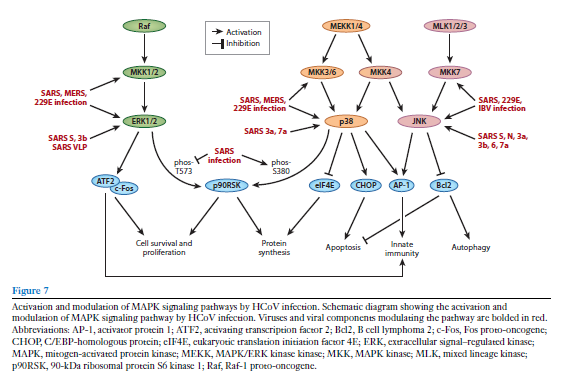 Raf
MEKK1/4
MLK1/2/3
Activation
Inhibition
MKK1/2
MKK3/6
MKK4
MKK7
SARS, MERS,
229E infection
SARS, MERS,
229E infection
SARS, 229E,
IBV infection
ERK1/2
p38
JNK
SARS S, 3b
SARS VLP
SARS 3a, 7a
SARS S, N, 3a,
3b, 6, 7a
SARS
infection
phos-
T573
phos-
S380
ATF2
c-Fos
p90RSK
eIF4E
CHOP
AP-1
Bcl2
Cell survival and
proliferation
Protein
synthesis
Apoptosis
Innate
immunity
Autophagy
Figure 7
Activation and modulation of MAPK signaling pathways by HCoV infection. Schematic diagram showing the activation and
modulation of MAPK signaling pathway by HCoV infection. Viruses and viral components modulating the pathway are bolded in red.
Abbreviations: AP-1, activator protein 1; ATF2, activating transcription factor 2; Bcl2, B cell lymphoma 2; c-Fos, Fos proto-oncogene;
CHOP, C/EBP-homologous protein; eIF4E, eukaryotic translation initiation factor 4E; ERK, extracellular signal-regulated kinase;
MAPK, mitogen-activated protein kinase; MEKK, MAPK/ERK kinase kinase; MKK, MAPK kinase; MLK, mixed lineage kinase;
p90RSK, 90-kDa ribosomal protein S6 kinase 1; Raf, Raf-1 proto-oncogene.